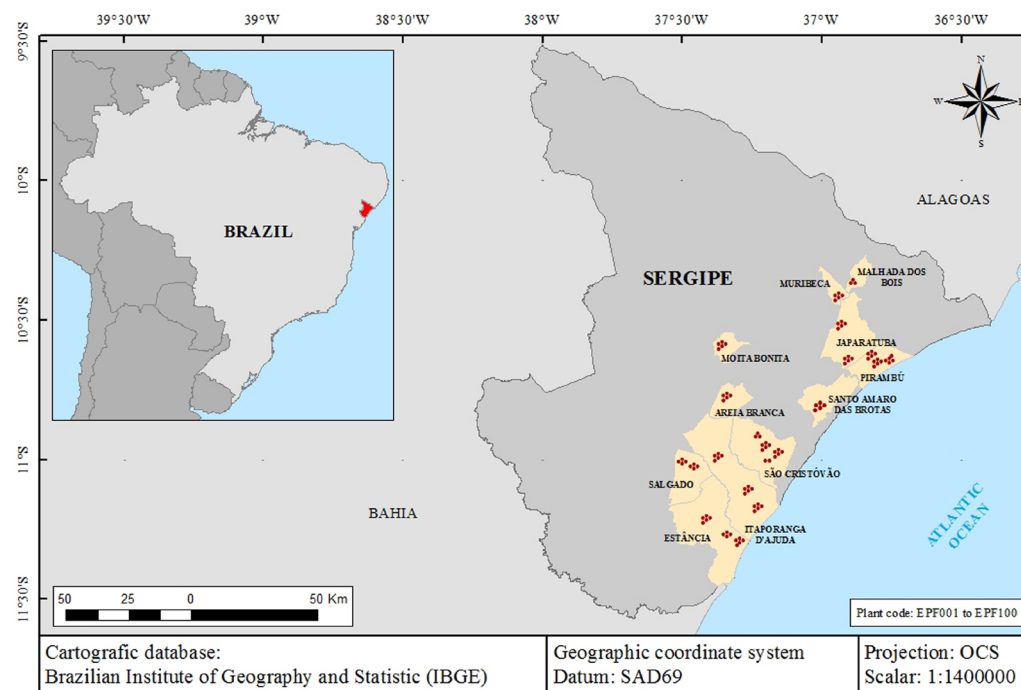 39°30'S 39°W 38°30'S 38°W 37°30'S 37°W 36°5'S
9°30'S
10°S
10°30'S
11°S
11°30'S
N
W
S
BRAZIL
ALAGOAS
SERGIPE
MURIBECA
MALHADA DOS
BOIS
JAPARATUBA
MOITA BONITA
PIRAMBÚ
SANTO AMARO
DAS BROTAS
AREIA BRANCA
SALGADO
SÃO CRISTÓVÃO
BAHIA
ESTÂNCIA
ITAPORANGA
D'AJUDA
ATLANTIC
OCEAN
50 25 0 50 Km
Plant code: EPF001 to EPF100
Cartografic database:
Brazilian Institute of Geography and Statistic (IBGE)
Geographic coordinate system
Datum: SAD69
Projection: OCS
Scalar: 1:1400000